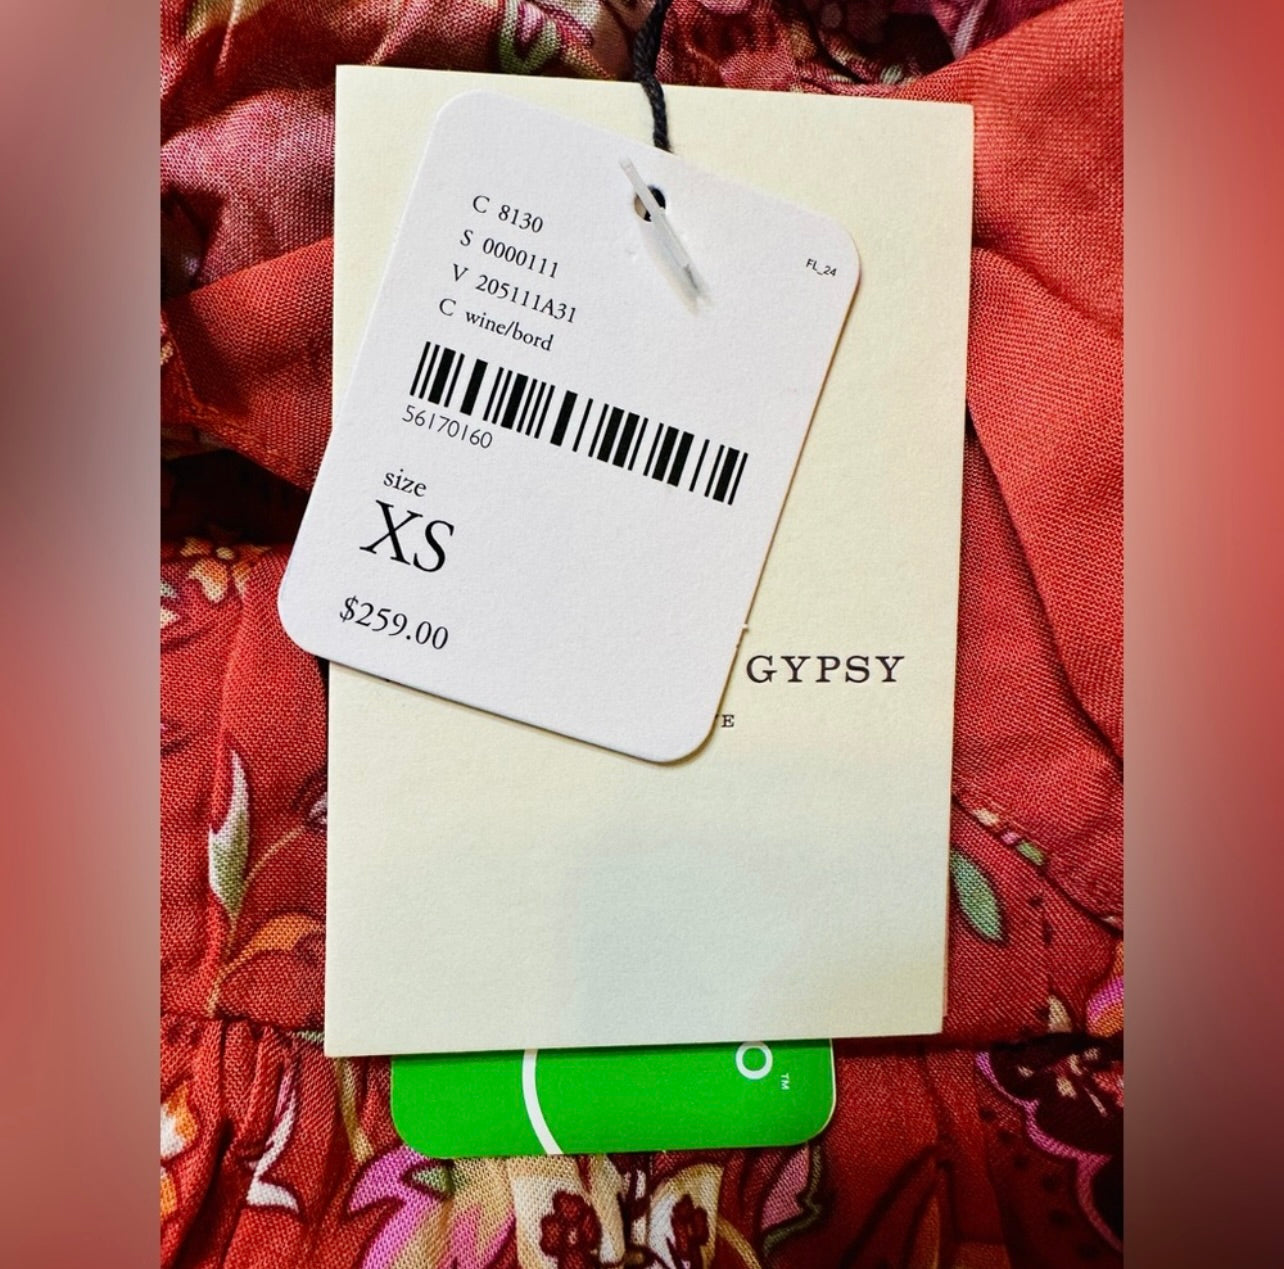 C 8130
S 0000111
V 205111A31
C wine/bord
FL_24
56170160
size
XS
$259.00
GYPSY
TM